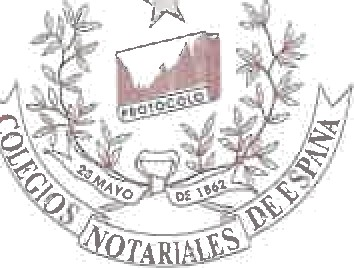 PROTOCOLO
28 MAYO DE 1862
COLEGIOS NOTARIALES DE ESPAÑA